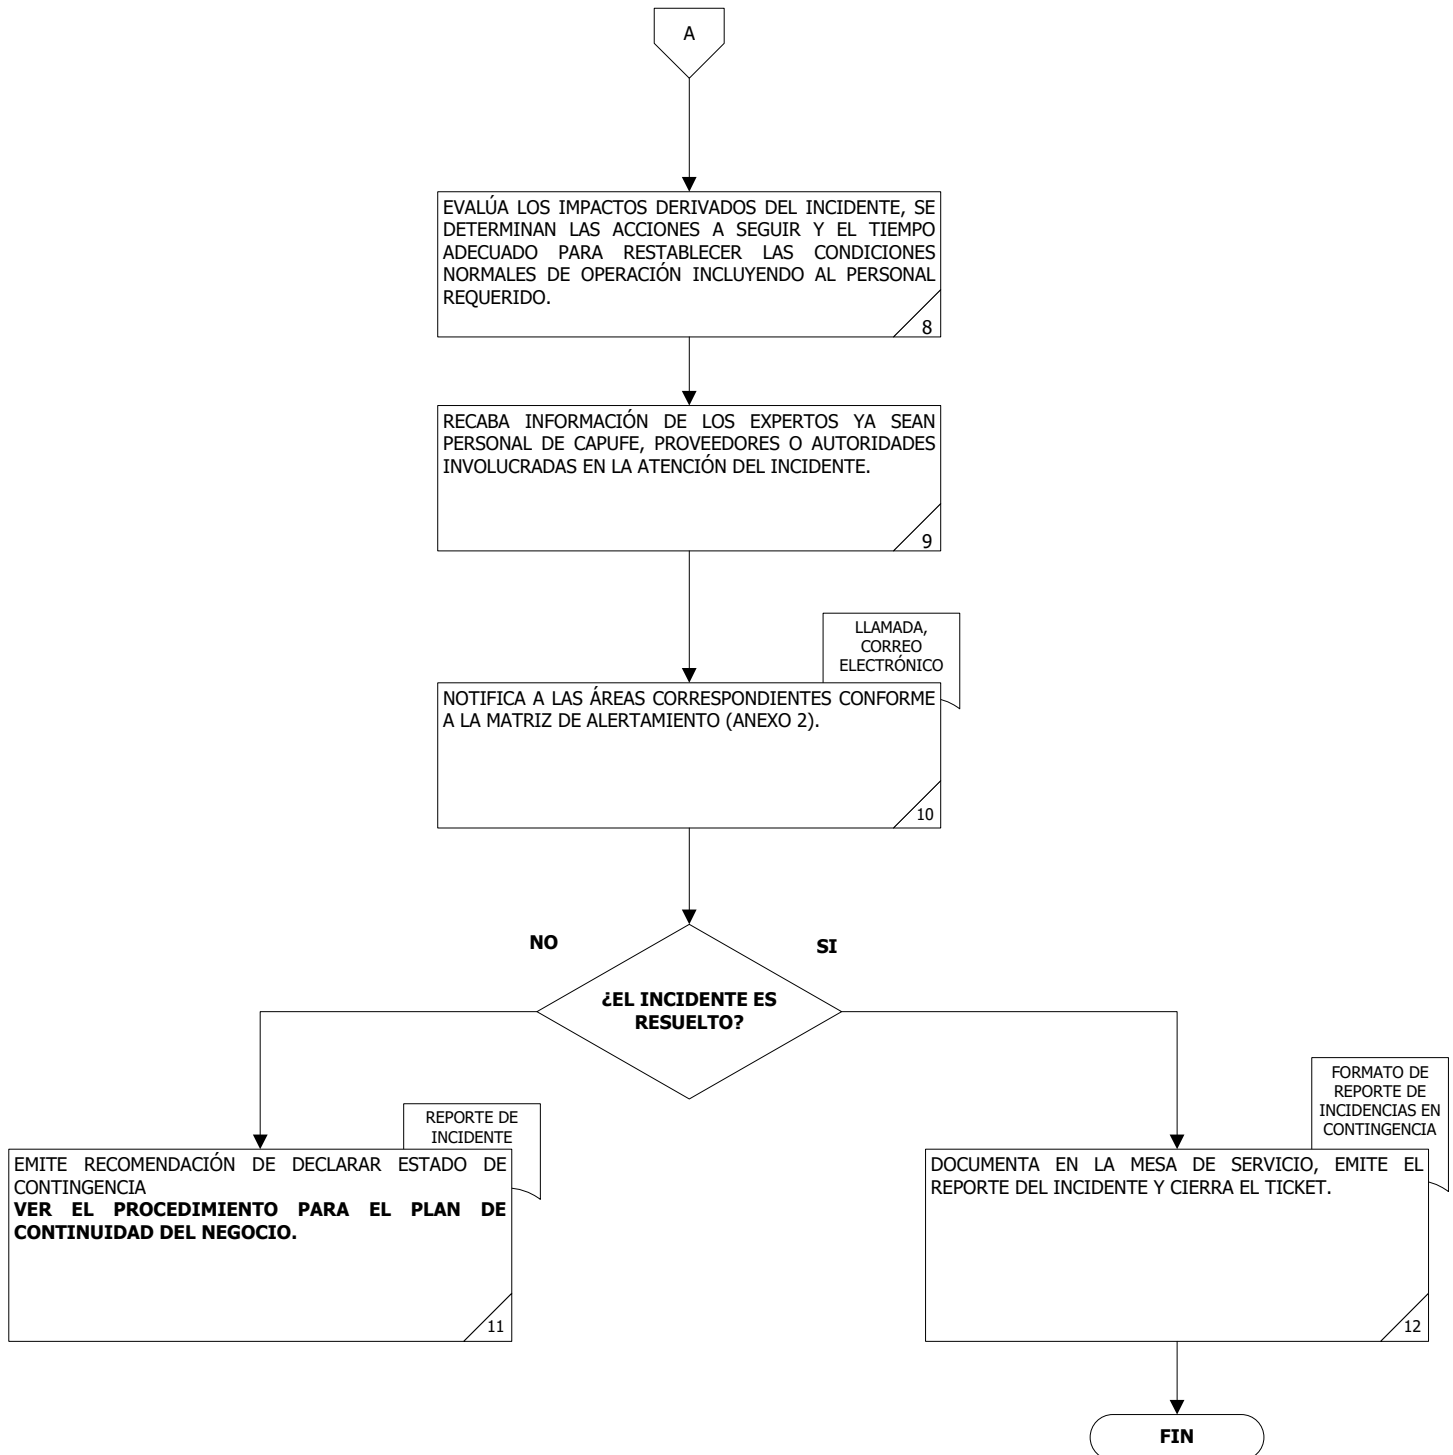 A
EVALÚA LOS IMPACTOS DERIVADOS DEL INCIDENTE, SE
DETERMINAN LAS ACCIONES A SEGUIR Y EL TIEMPO
ADECUADO PARA RESTABLECER LAS CONDICIONES
NORMALES DE OPERACIÓN INCLUYENDO AL PERSONAL
REQUERIDO.
8
RECABA INFORMACIÓN DE LOS EXPERTOS YA SEAN
PERSONAL DE CAPUFE, PROVEEDORES O AUTORIDADES
INVOLUCRADAS EN LA ATENCIÓN DEL INCIDENTE.
9
LLAMADA,
CORREO
ELECTRÓNICO
NOTIFICA A LAS ÁREAS CORRESPONDIENTES CONFORME
A LA MATRIZ DE ALERTAMIENTO (ANEXO 2).
10
NO
SI
¿EL INCIDENTE ES
RESUELTO?
REPORTE DE
INCIDENTE
EMITE RECOMENDACIÓN DE DECLARAR ESTADO DE
CONTINGENCIA
VER EL PROCEDIMIENTO PARA EL PLAN DE
CONTINUIDAD DEL NEGOCIO.
11
FORMATO DE
REPORTE DE
INCIDENCIAS EN
CONTINGENCIA
DOCUMENTA EN LA MESA DE SERVICIO, EMITE EL
REPORTE DEL INCIDENTE Y CIERRA EL TICKET.
12
FIN